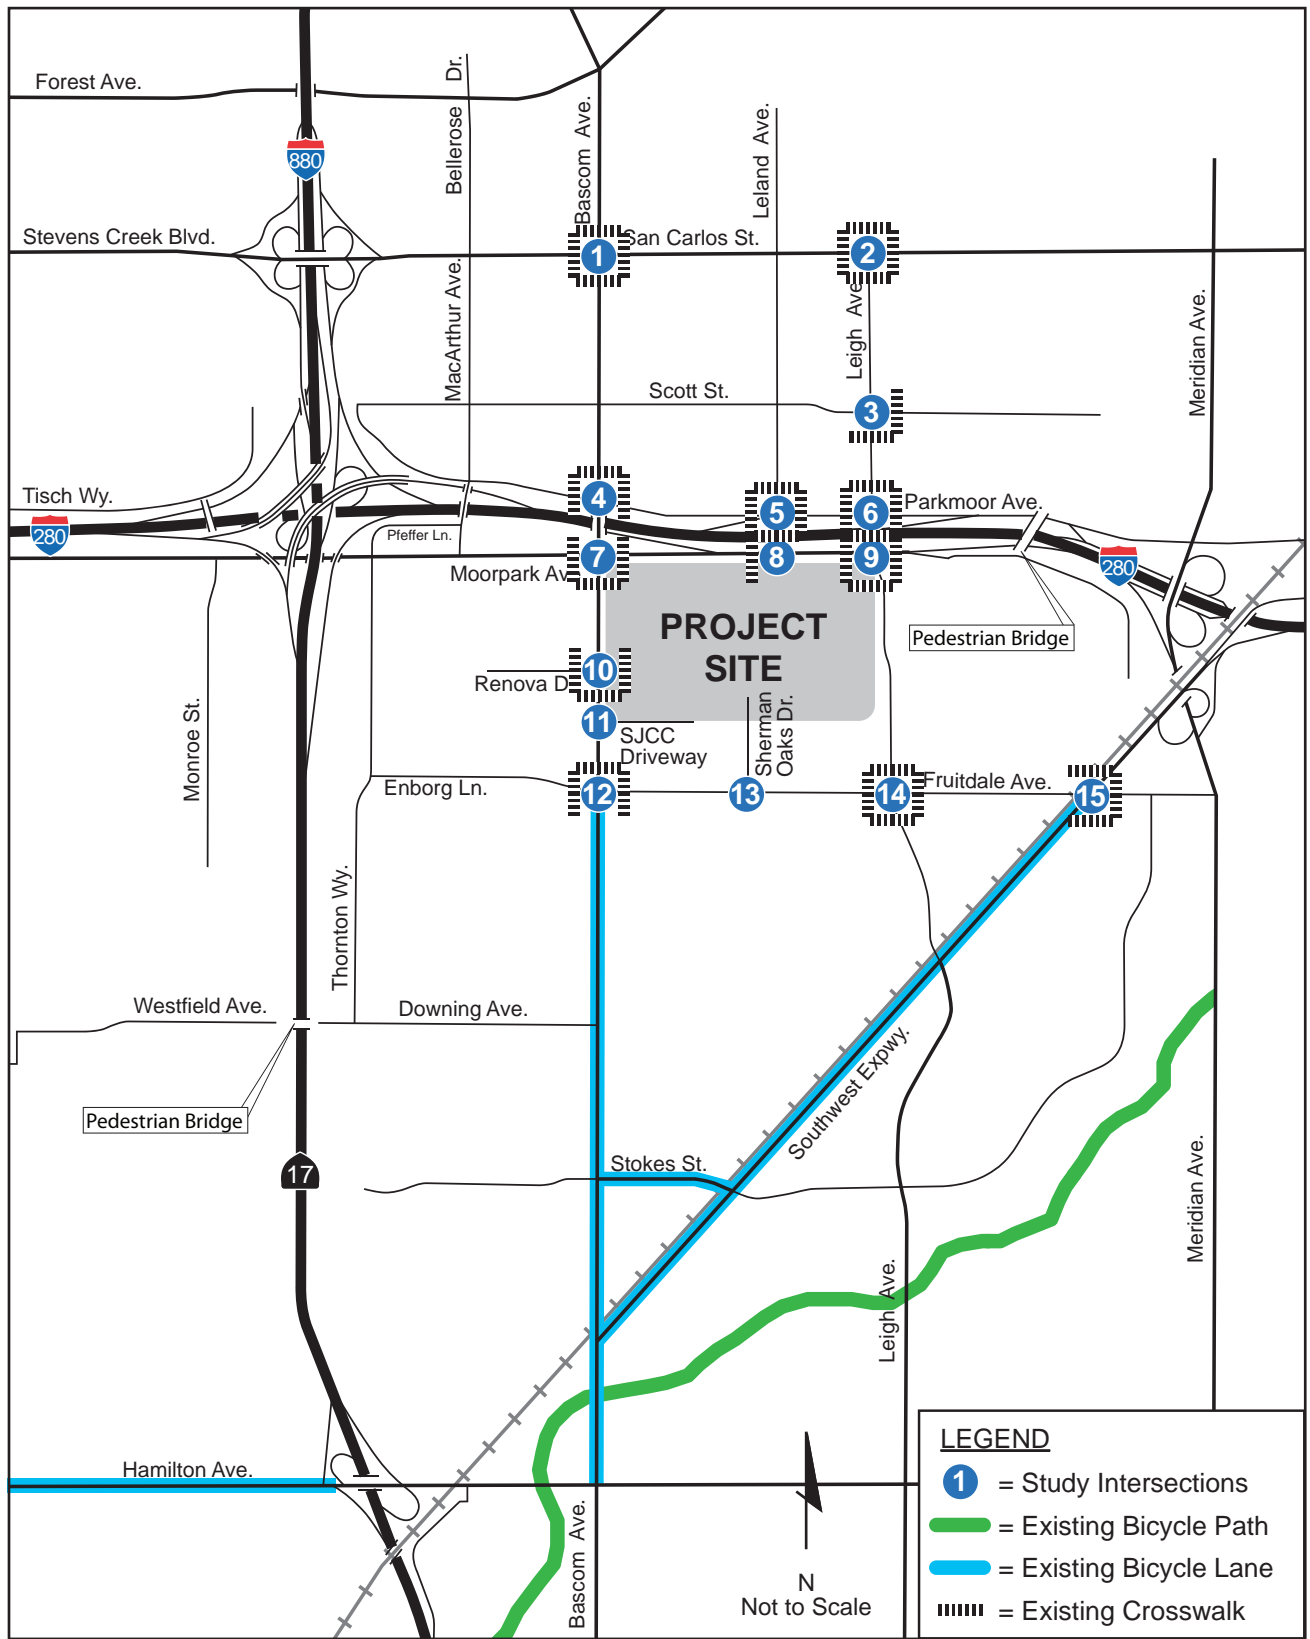 Forest Ave.
Bellerose Dr.
Bascom Ave.
Leland Ave.
880
Stevens Creek Blvd.
San Carlos St.
1
2
MacArthur Ave.
Leigh Ave
Meridian Ave.
Scott St.
3
Tisch Wy.
280
4
5
6
Parkmoor Ave.
Pfeffer Ln.
Moorpark Av
7
8
9
280
PROJECT
SITE
Pedestrian Bridge
Renova D
10
11
SJCC
Driveway
Sherman
Oaks Dr.
Monroe St.
Enborg Ln.
12
13
14
Fruitdale Ave.
15
Thornton Wy.
Westfield Ave.
Downing Ave.
Pedestrian Bridge
Southwest Expwy.
17
Stokes St.
Meridian Ave.
Leigh Ave.
Hamilton Ave.
Bascom Ave.
N
Not to Scale
LEGEND
1 = Study Intersections
= Existing Bicycle Path
= Existing Bicycle Lane
= Existing Crosswalk